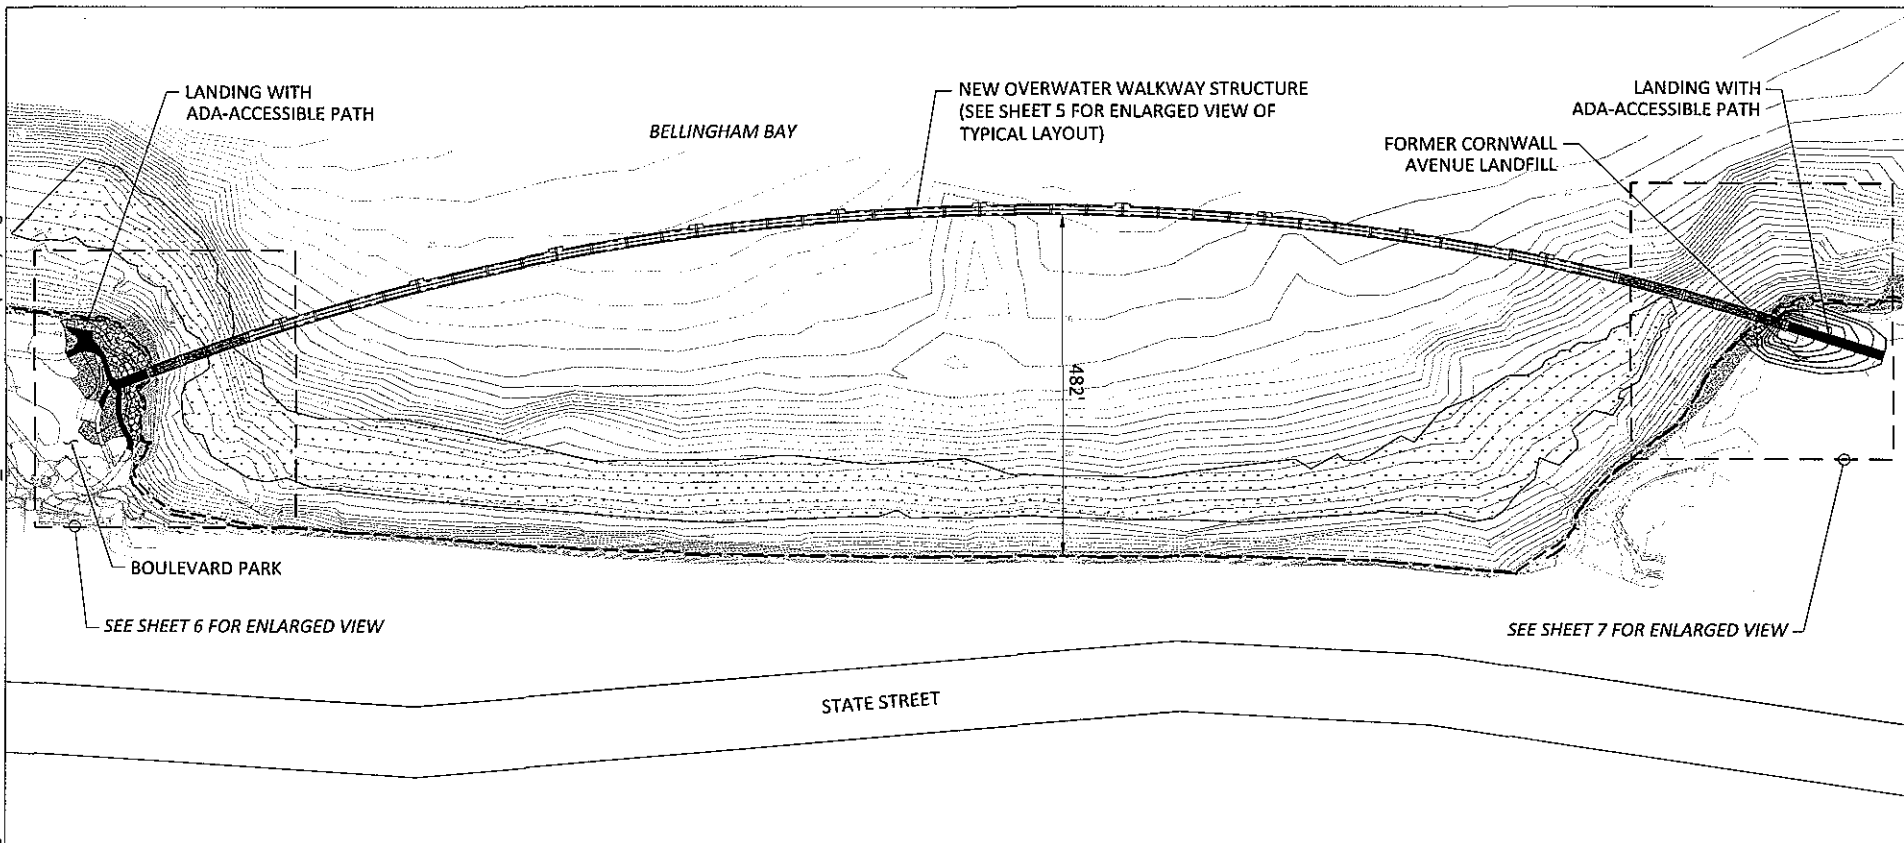 LANDING WITH
ADA-ACCESSIBLE PATH
BELLINGHAM BAY
NEW OVERWATER WALKWAY STRUCTURE
(SEE SHEET 5 FOR ENLARGED VIEW OF
TYPICAL LAYOUT)
LANDING WITH
ADA-ACCESSIBLE PATH
FORMER CORNWALL
AVENUE LANDFILL
482'
BOULEVARD PARK
SEE SHEET 6 FOR ENLARGED VIEW
SEE SHEET 7 FOR ENLARGED VIEW
STATE STREET